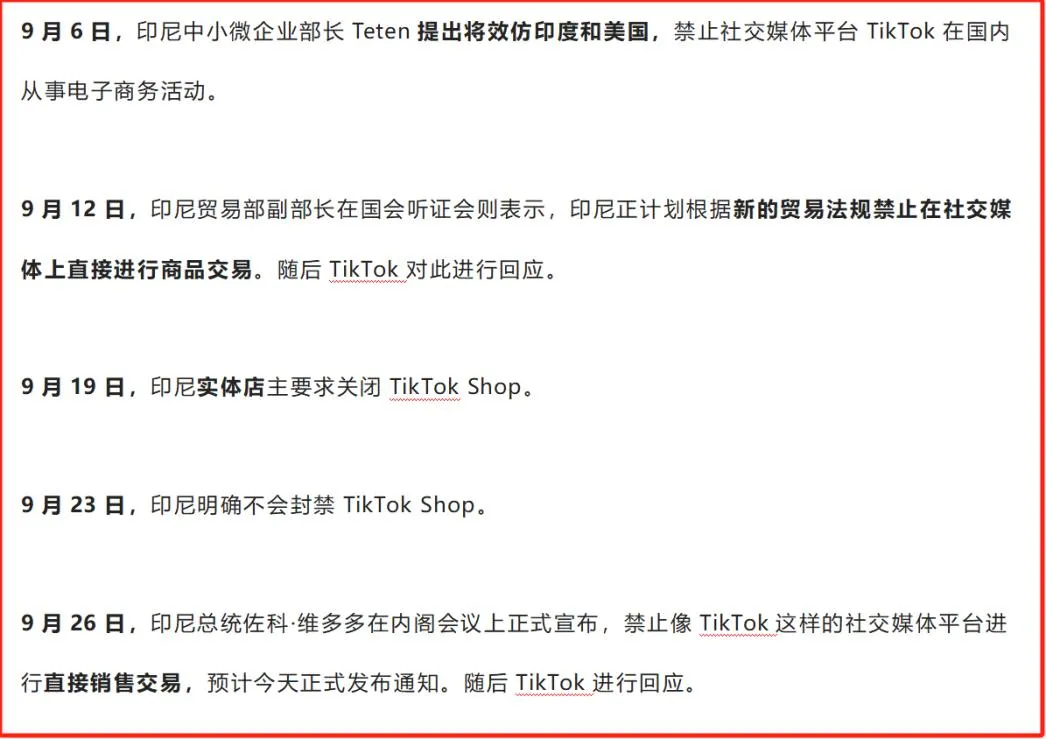 9 月 6 日，印尼中小微企业部长 Teten 提出将效仿印度和美国，禁止社交媒体平台 TikTok 在国内
从事电子商务活动。
9 月 12 日，印尼贸易部副部长在国会听证会则表示，印尼正计划根据新的贸易法规禁止在社交媒
体上直接进行商品交易。随后 TikTok 对此进行回应。
9 月 19 日，印尼实体店主要求关闭 TikTok Shop。
9 月 23 日，印尼明确不会封禁 TikTok Shop。
9 月 26 日，印尼总统佐科·维多多在内阁会议上正式宣布，禁止像 TikTok 这样的社交媒体平台进
行直接销售交易，预计今天正式发布通知。随后 TikTok 进行回应。